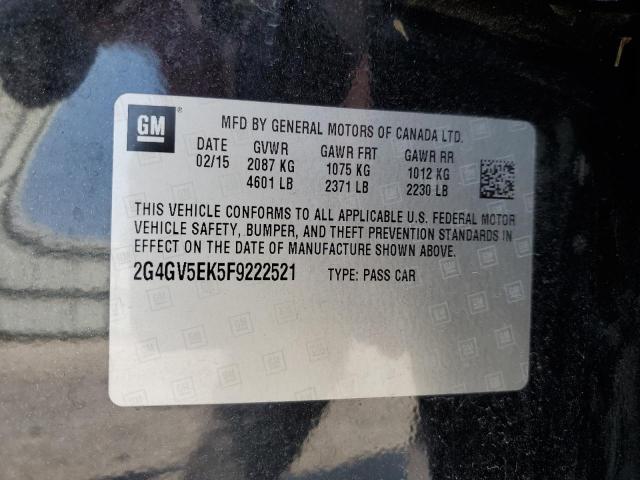 GM
MFD BY GENERAL MOTORS OF CANADA LTD.
DATE GVWR GAWR FRT GAWR RR
02/15 2087 KG 1075 KG 1012 KG
4601 LB 2371 LB 2230 LB
THIS VEHICLE CONFORMS TO ALL APPLICABLE U.S. FEDERAL MOTOR
VEHICLE SAFETY, BUMPER, AND THEFT PREVENTION STANDARDS IN
EFFECT ON THE DATE OF MANUFACTURE SHOWN ABOVE.
2G4GV5EK5F9222521 TYPE: PASS CAR